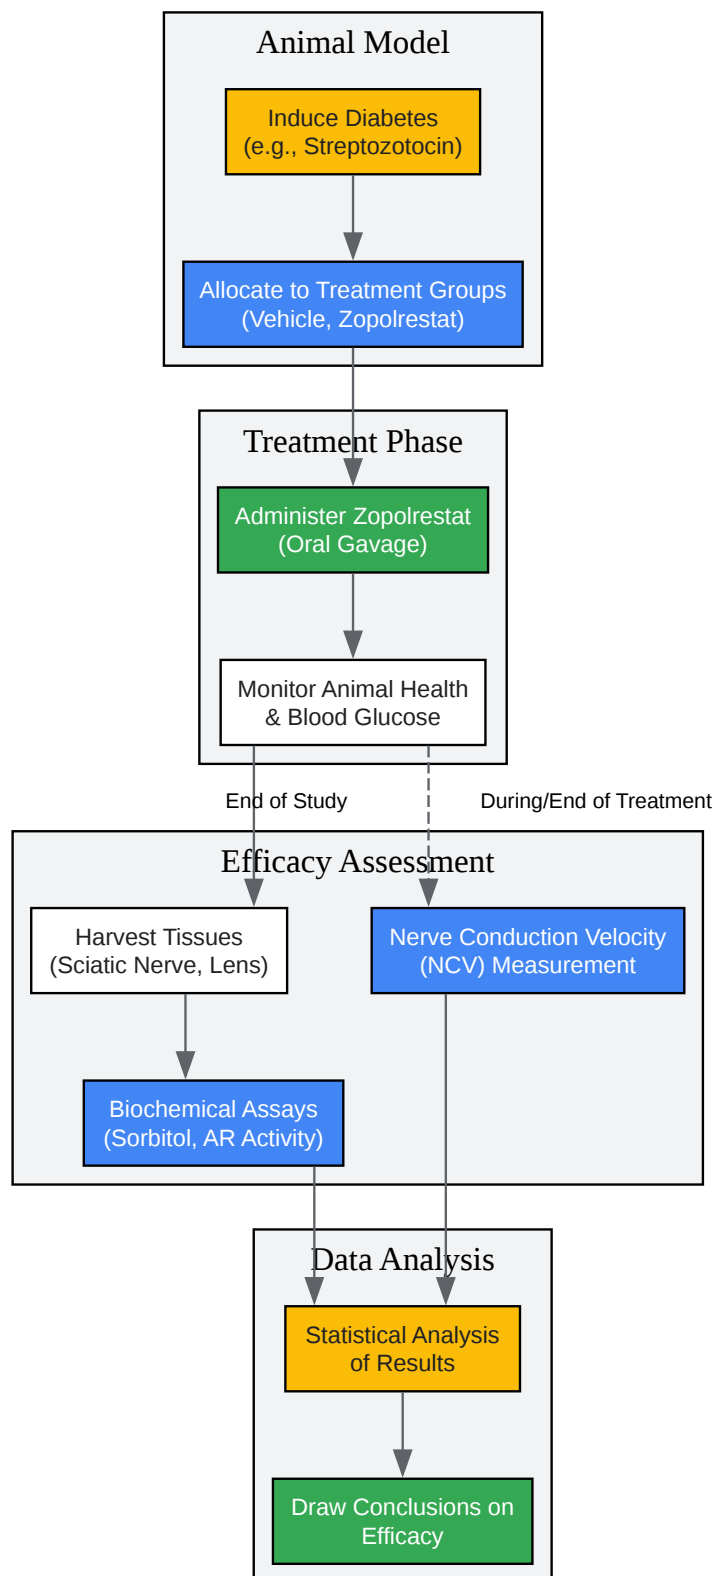 Animal Model
Induce Diabetes
(e.g., Streptozotocin)
Allocate to Treatment Groups
(Vehicle, Zopolrestat)
Treatment Phase
Administer Zopolrestat
(Oral Gavage)
Monitor Animal Health
& Blood Glucose
End of Study
During/End of Treatment
Efficacy Assessment
Harvest Tissues
(Sciatic Nerve, Lens)
Nerve Conduction Velocity
(NCV) Measurement
Biochemical Assays
(Sorbitol, AR Activity)
Data Analysis
Statistical Analysis
of Results
Draw Conclusions on
Efficacy